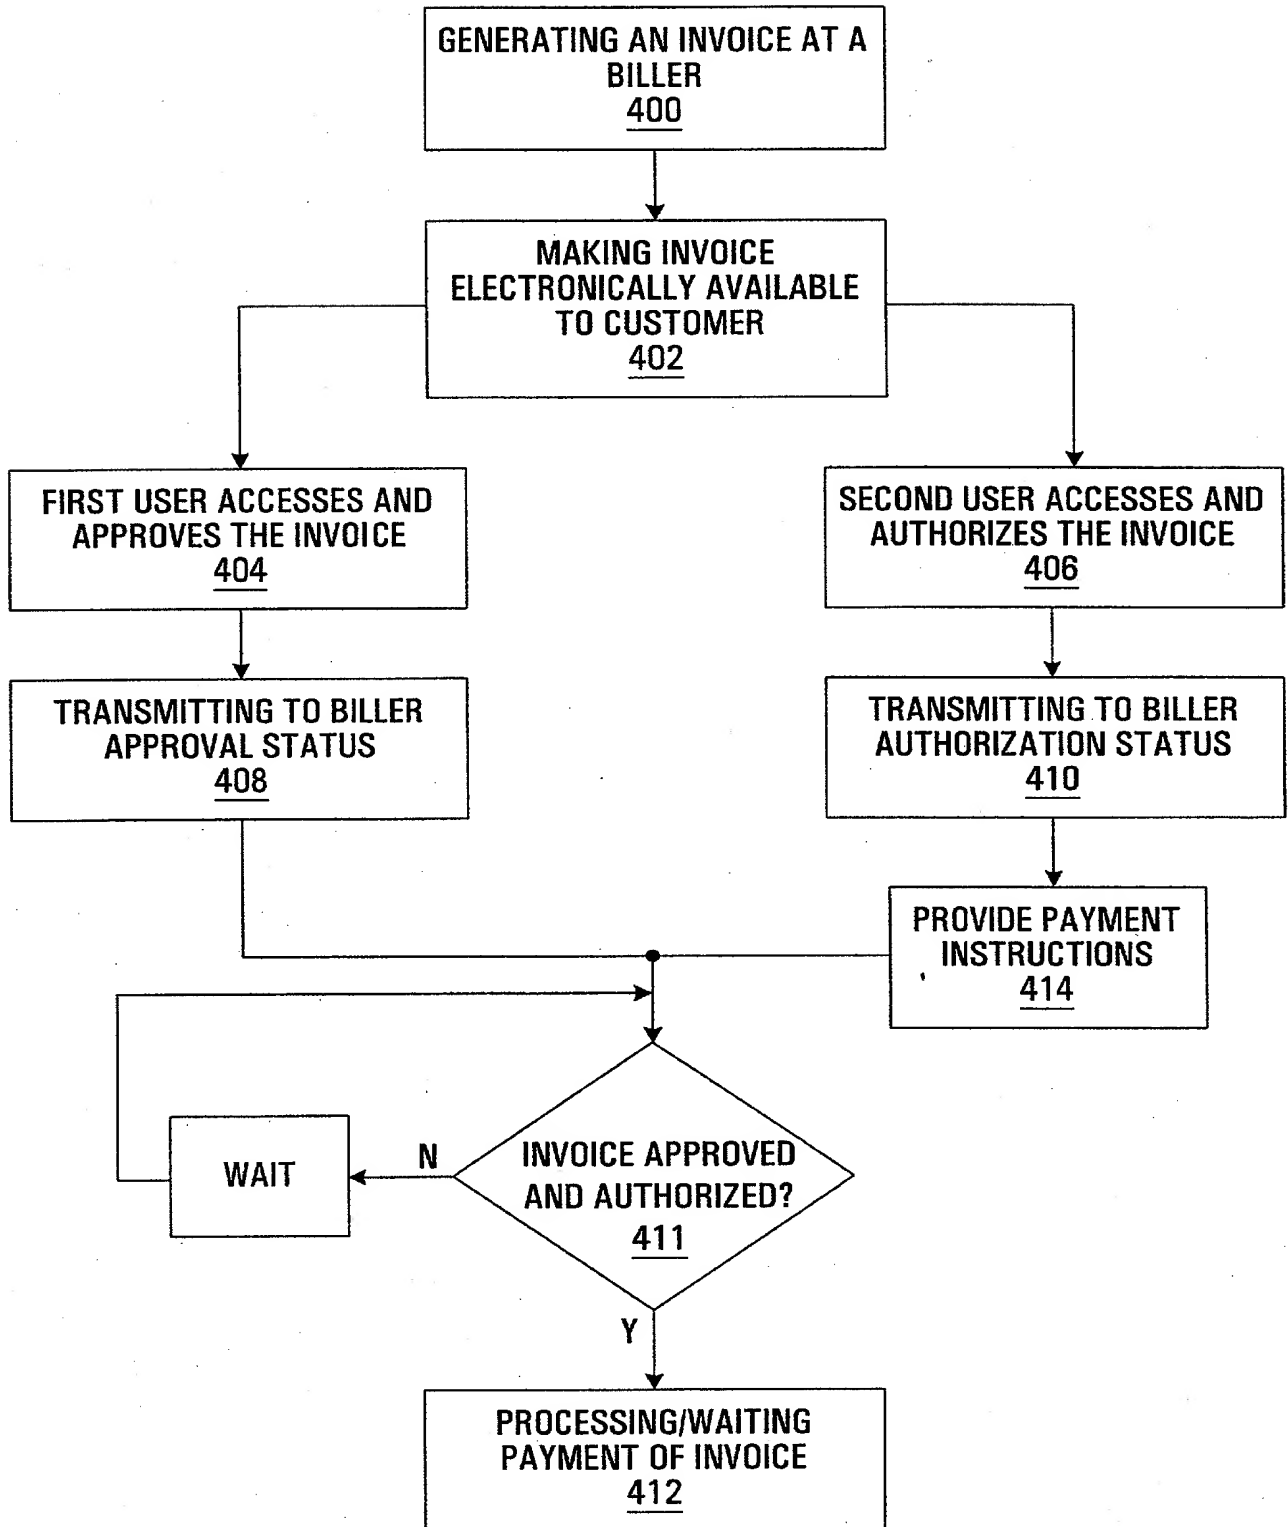 GENERATING AN INVOICE AT A
BILLER
400
MAKING INVOICE
ELECTRONICALLY AVAILABLE
TO CUSTOMER
402
FIRST USER ACCESSES AND
APPROVES THE INVOICE
404
SECOND USER ACCESSES AND
AUTHORIZES THE INVOICE
406
TRANSMITTING TO BILLER
APPROVAL STATUS
408
TRANSMITTING TO BILLER
AUTHORIZATION STATUS
410
PROVIDE PAYMENT
INSTRUCTIONS
414
WAIT
N
INVOICE APPROVED
AND AUTHORIZED?
411
Y
PROCESSING/WAITING
PAYMENT OF INVOICE
412